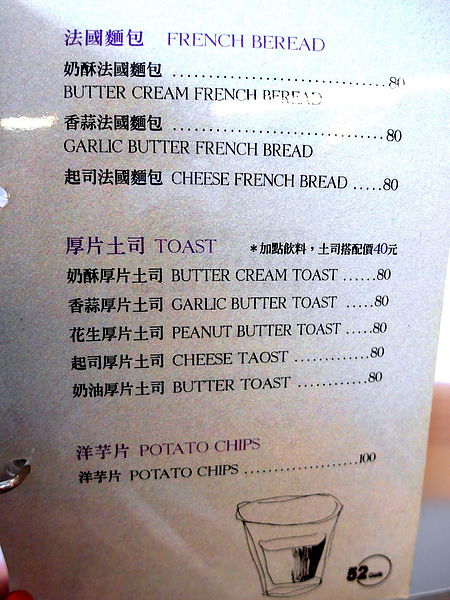 法國麵包 FRENCH BEREAD
奶酥法國麵包 ........................................80
BUTTER CREAM FRENCH BEREAD
香蒜法國麵包 ........................................80
GARLIC BUTTER FRENCH BREAD
起司法國麵包 CHEESE FRENCH BREAD .....80
厚片土司 TOAST *加點飲料，土司搭配價40元
奶酥厚片土司 BUTTER CREAM TOAST ......80
香蒜厚片土司 GARLIC BUTTER TOAST .....80
花生厚片土司 PEANUT BUTTER TOAST .....80
起司厚片土司 CHEESE TAOST .............80
奶油厚片土司 BUTTER TOAST ............80
洋芋片 POTATO CHIPS
洋芋片 POTATO CHIPS .....................100
52